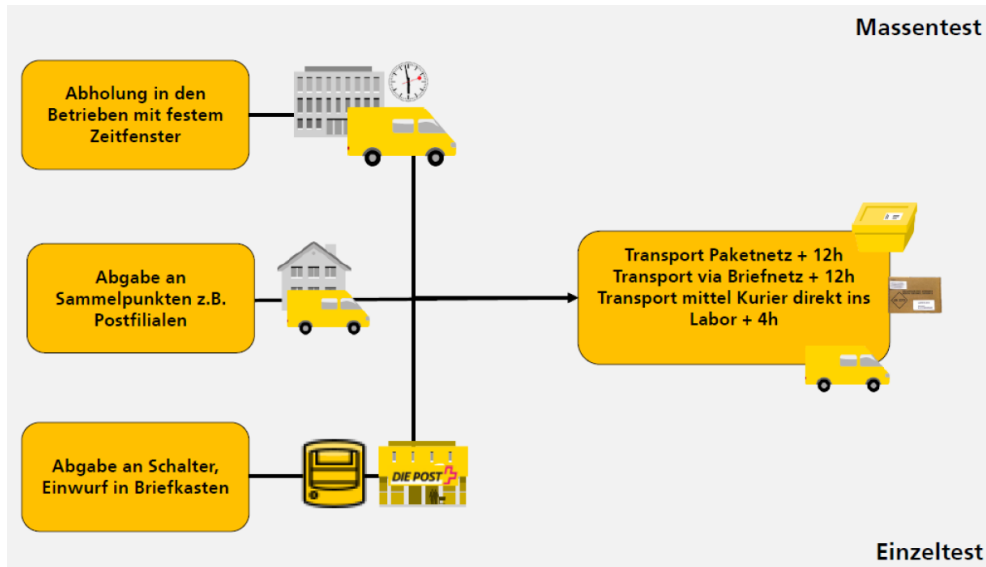 Massentest
Abholung in den
Betrieben mit festem
Zeitfenster
Abgabe an
Sammelpunkten z.B.
Postfilialen
Transport Paketnetz + 12h
Transport via Briefnetz + 12h
Transport mittel Kurier direkt ins
Labor + 4h
Abgabe an Schalter,
Einwurf in Briefkasten
DIE POST
Einzeltest